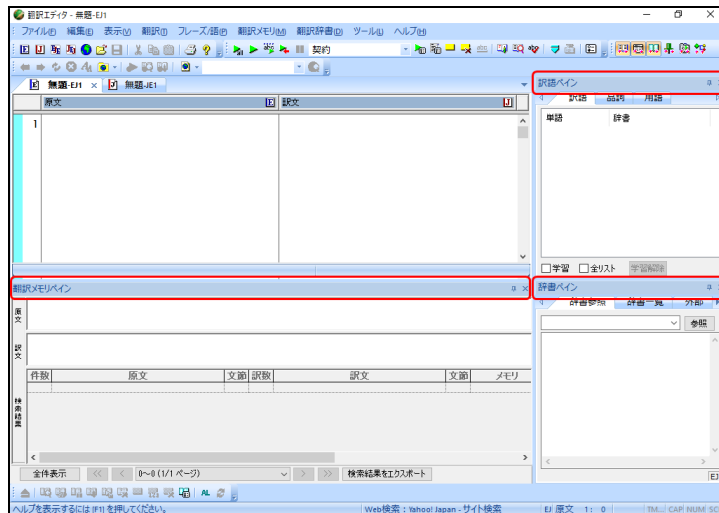 翻訳エディタ - 無題-EJ1
ファイル(F) 編集(E) 表示(V) 翻訳(T) フレーズ/語(P) 翻訳メモリ(M) 翻訳辞書(D) ツール(U) ヘルプ(H)
契約
無題-EJ1 × 無題-JE1
原文 E 訳文 J
1
訳語ペイン
訳語 品詞 用語
単語 辞書
学習 全リスト 学習解除
翻訳メモリペイン
原文
訳文
件数 原文 文節 訳数 訳文 文節 メモリ
検索結果
全件表示 << < 0～0 (1/1 ページ) > >> 検索結果をエクスポート
辞書ペイン
辞書参照 辞書一覧 外部
参照
EJ
AL
ヘルプを表示するには [F1] を押してください。 Web検索：Yahoo! Japan - サイト検索 EJ 原文 1: 0 TM... CAP NUM SC